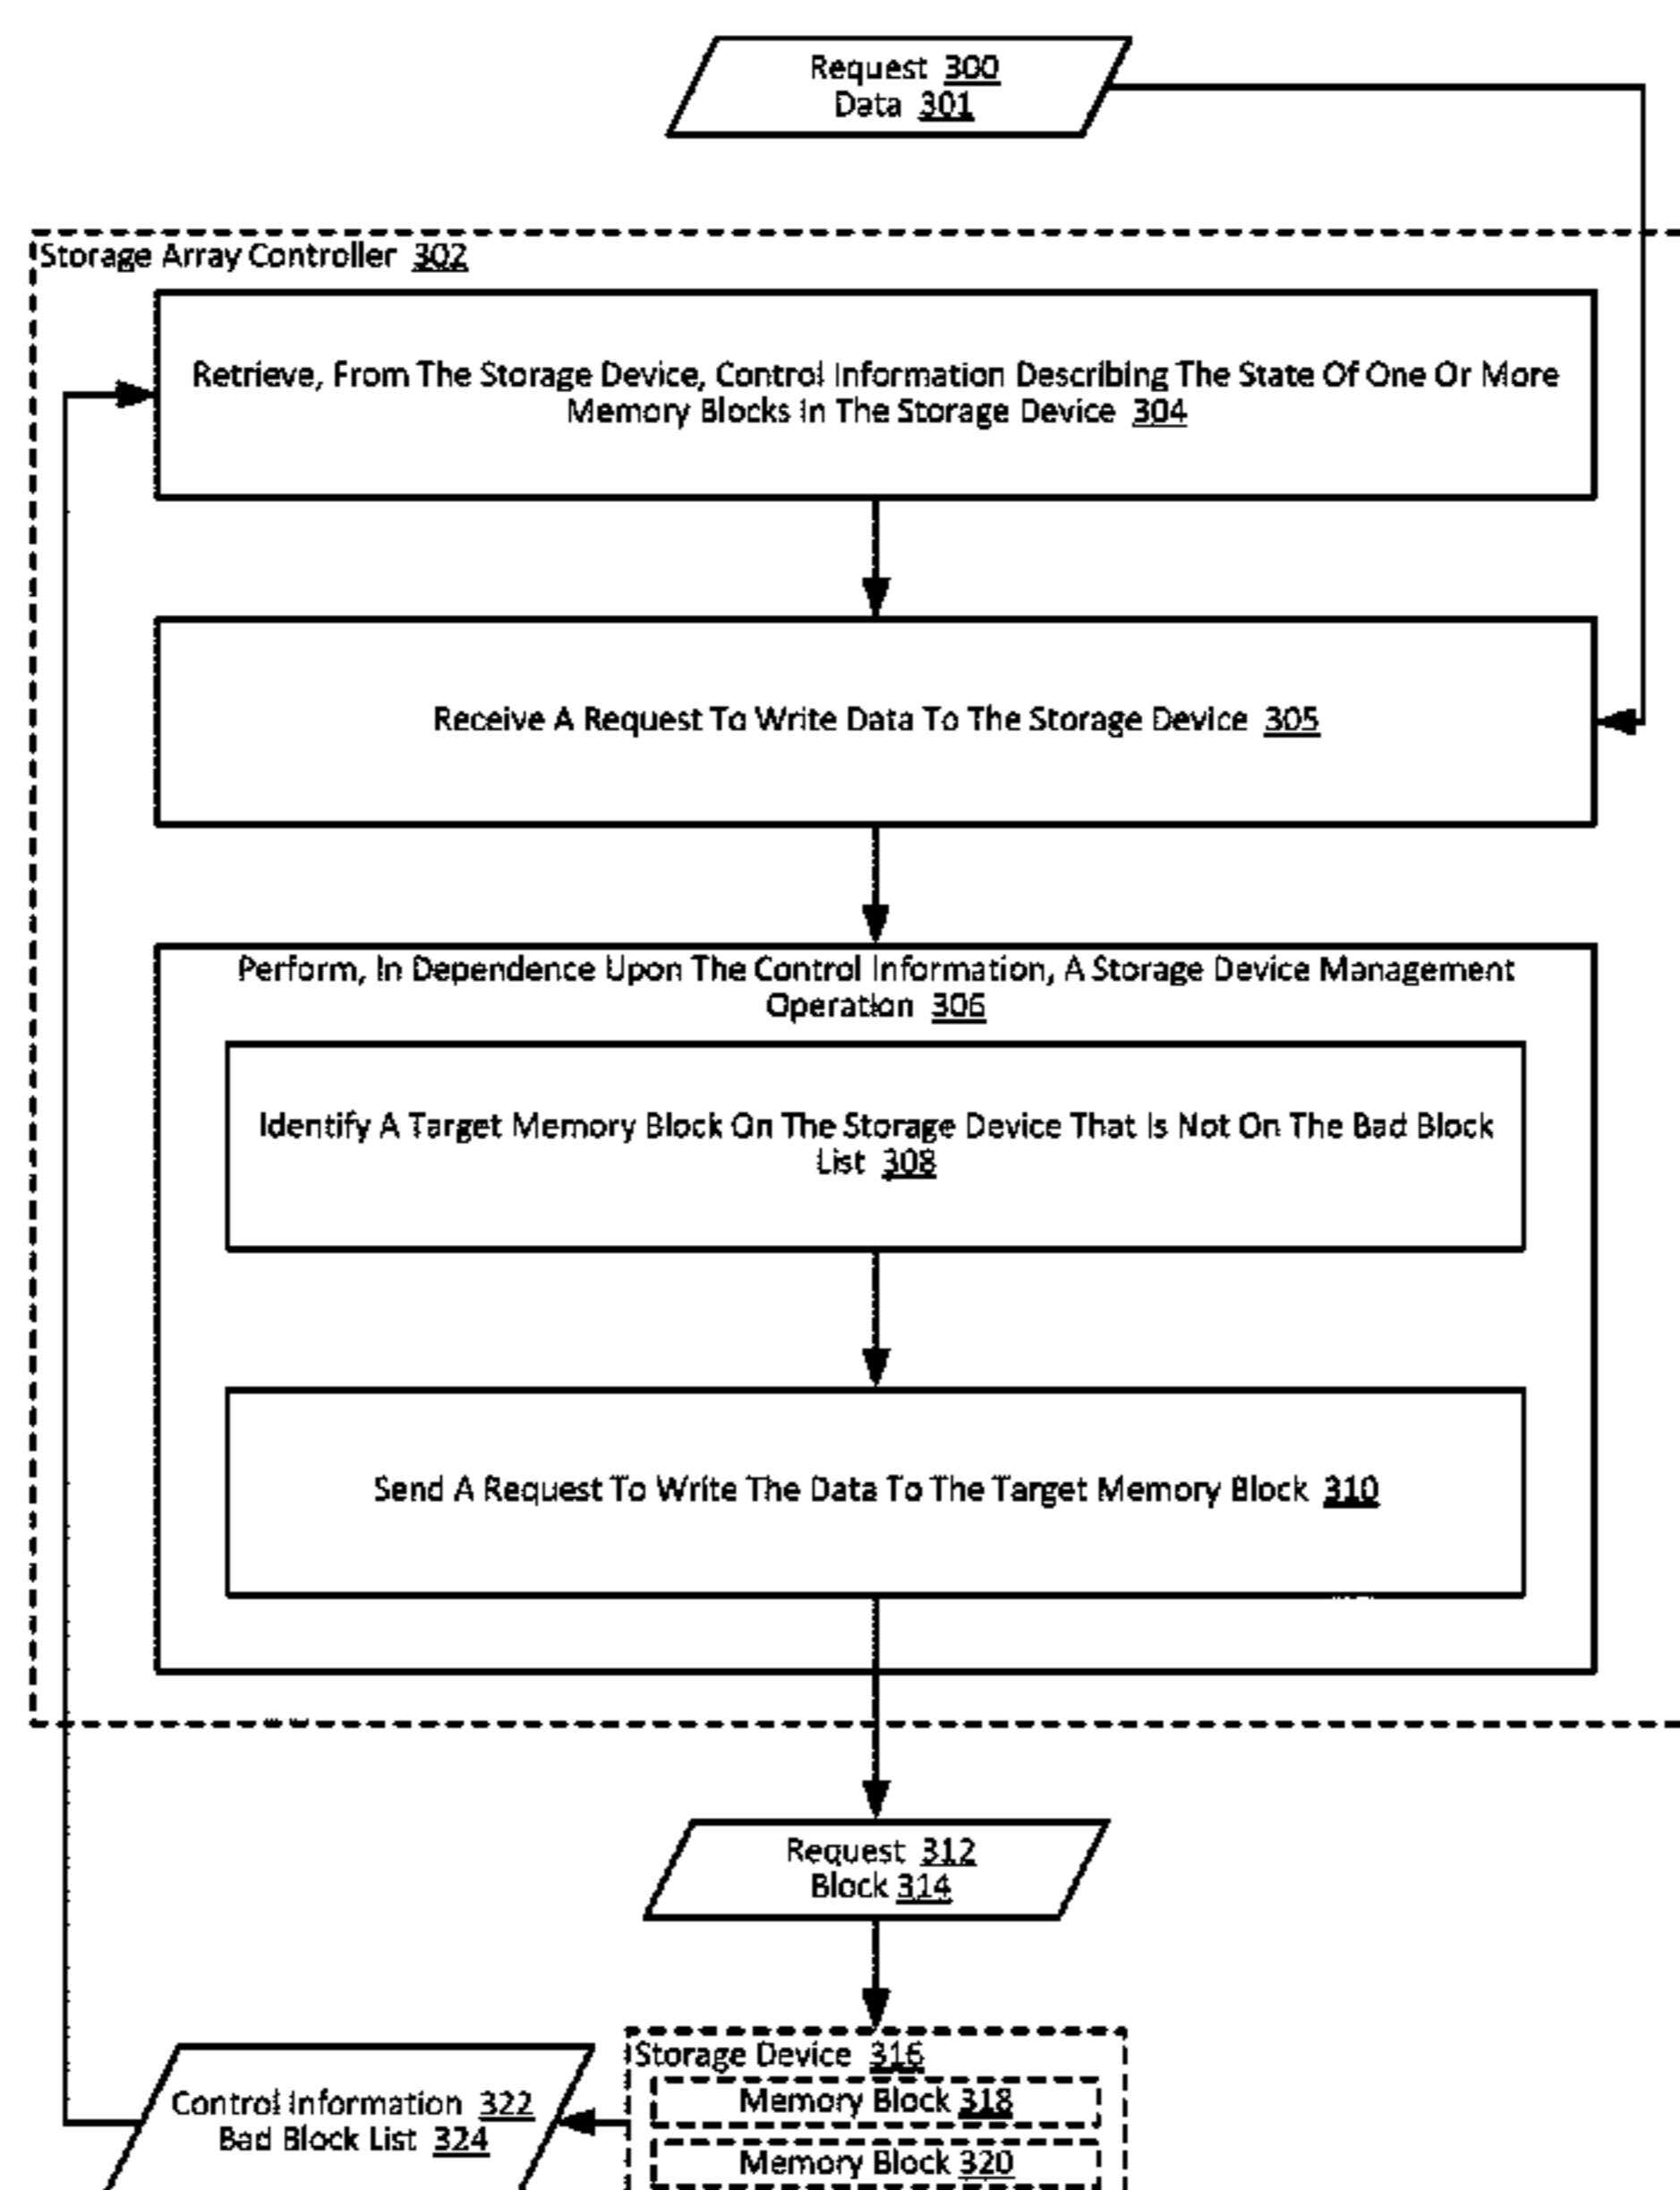 Request 300
Data 301
Storage Array Controller 302
Retrieve, From The Storage Device, Control Information Describing The State Of One Or More
Memory Blocks In The Storage Device 304
Receive A Request To Write Data To The Storage Device 305
Perform, In Dependence Upon The Control Information, A Storage Device Management
Operation 306
Identify A Target Memory Block On The Storage Device That Is Not On The Bad Block
List 308
Send A Request To Write The Data To The Target Memory Block 310
Request 312
Block 314
Storage Device 316
Memory Block 318
Memory Block 320
Control Information 322
Bad Block List 324